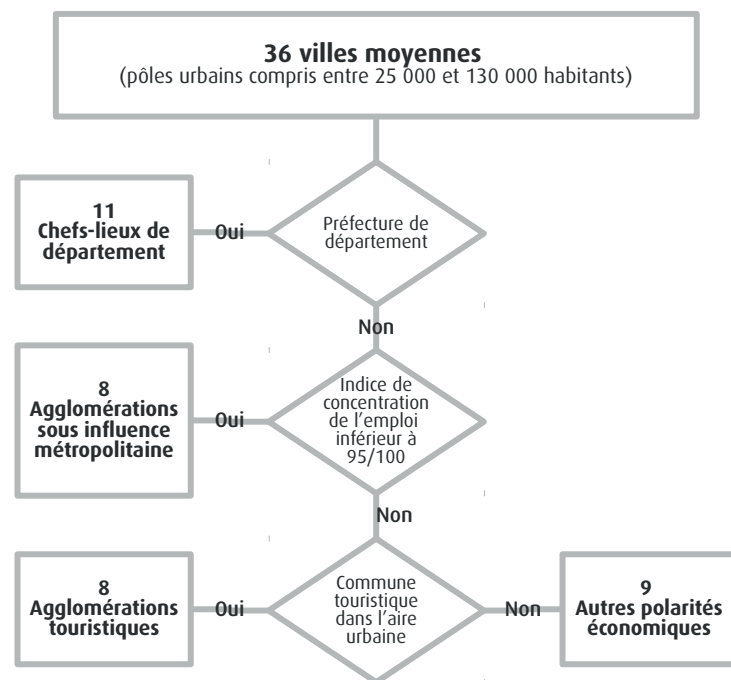 36 villes moyennes
(pôles urbains compris entre 25 000 et 130 000 habitants)
Préfecture de
département
Oui
11
Chefs-lieux de
département
Non
Indice de
concentration
de l'emploi
inférieur à
95/100
Oui
8
Agglomérations
sous influence
métropolitaine
Non
Commune
touristique
dans l'aire
urbaine
Oui
8
Agglomérations
touristiques
Non
9
Autres polarités
économiques